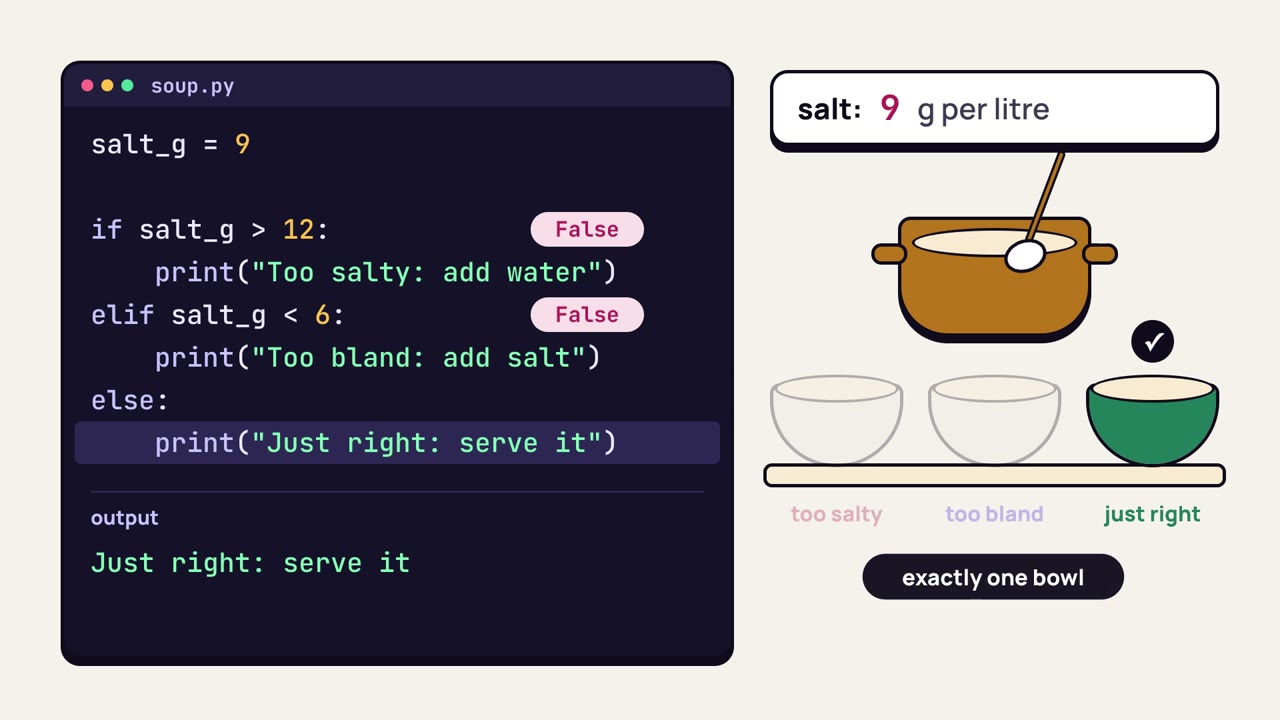 soup.py
salt_g = 9
if salt_g > 12:
False
    print("Too salty: add water")
elif salt_g < 6:
False
    print("Too bland: add salt")
else:
    print("Just right: serve it")
output
Just right: serve it
salt: 9 g per litre
too salty
too bland
just right
exactly one bowl